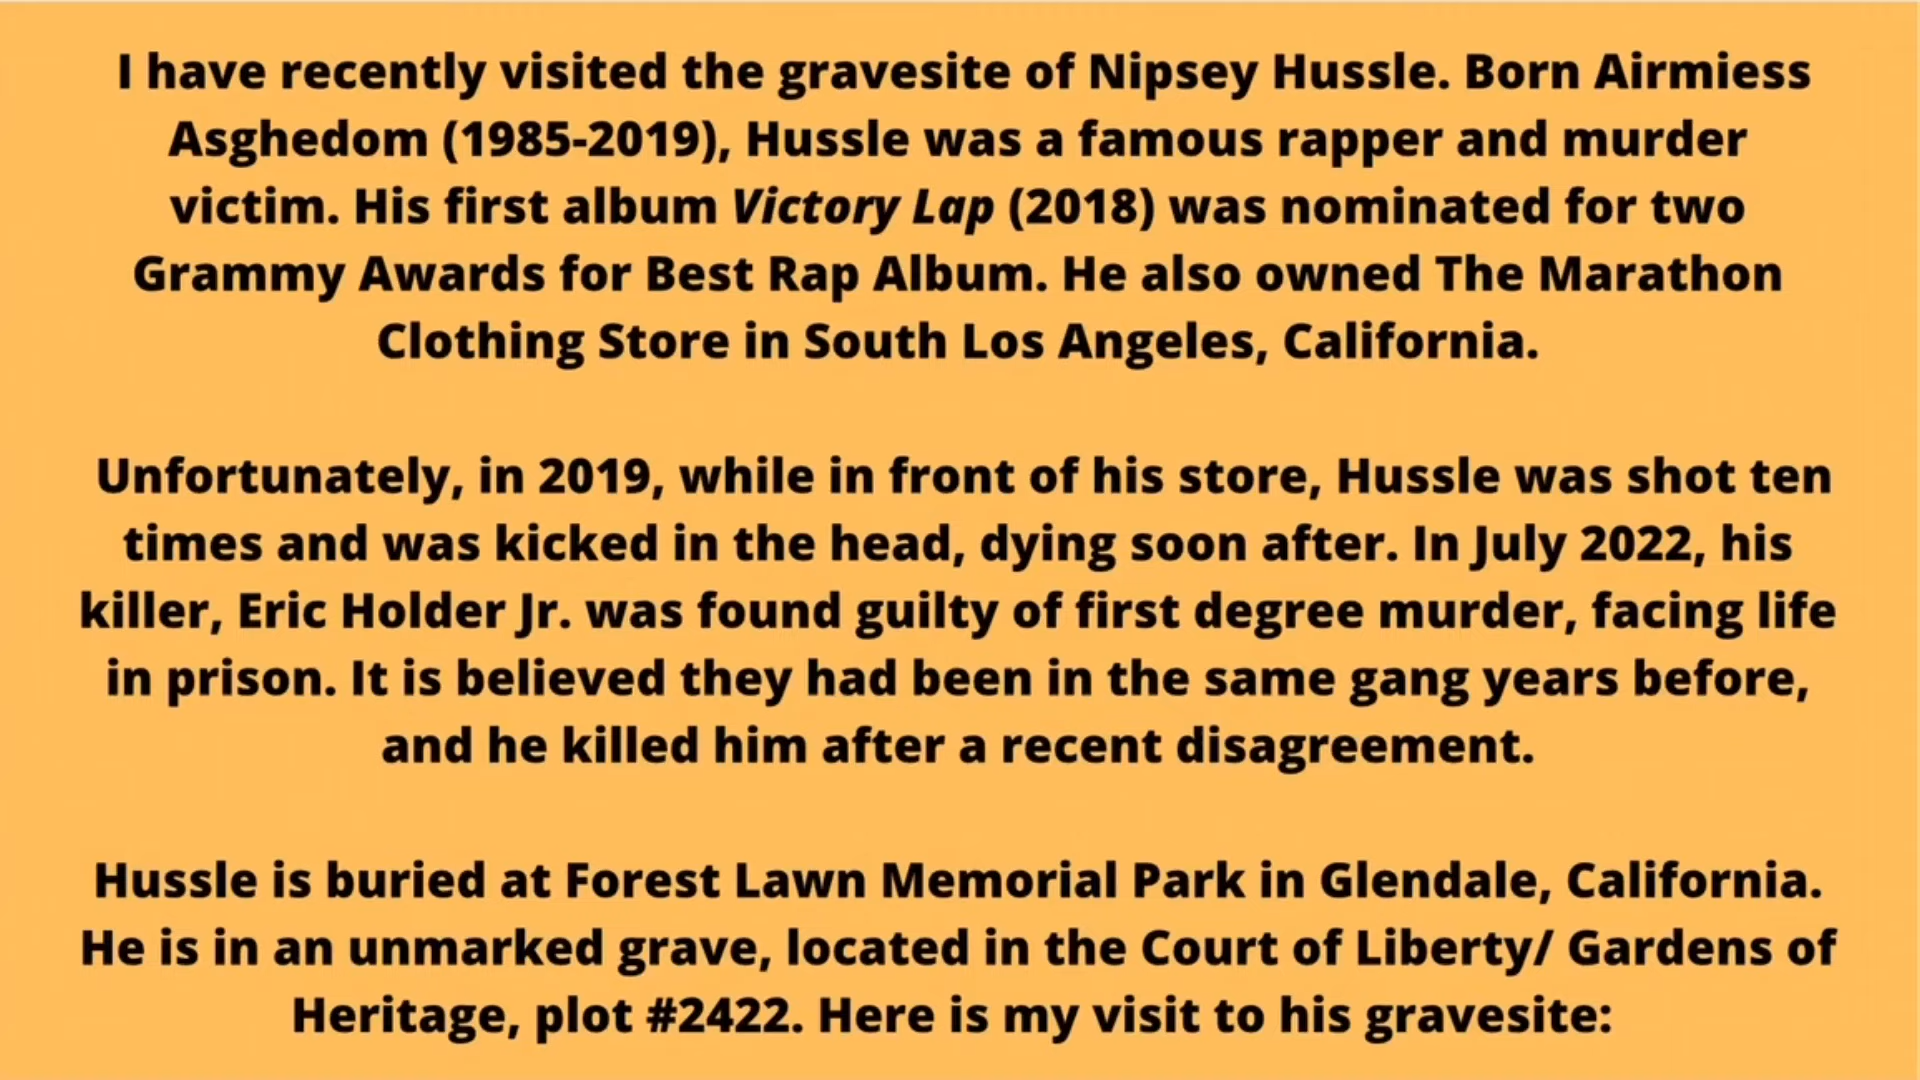 I have recently visited the gravesite of Nipsey Hussle. Born Airmiess
Asghedom (1985-2019), Hussle was a famous rapper and murder
victim. His first album Victory Lap (2018) was nominated for two
Grammy Awards for Best Rap Album. He also owned The Marathon
Clothing Store in South Los Angeles, California.
Unfortunately, in 2019, while in front of his store, Hussle was shot ten
times and was kicked in the head, dying soon after. In July 2022, his
killer, Eric Holder Jr. was found guilty of first degree murder, facing life
in prison. It is believed they had been in the same gang years before,
and he killed him after a recent disagreement.
Hussle is buried at Forest Lawn Memorial Park in Glendale, California.
He is in an unmarked grave, located in the Court of Liberty/ Gardens of
Heritage, plot #2422. Here is my visit to his gravesite: